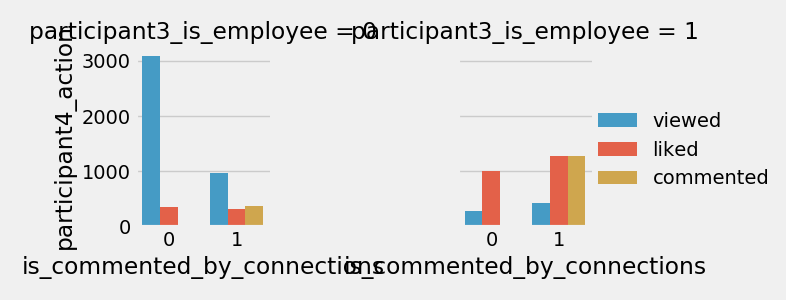 participant3_is_employee = 0
participant3_is_employee = 1
participant4_action
3000
2000
1000
0
0 1
0 1
is_commented_by_connections
is_commented_by_connections
viewed
liked
commented